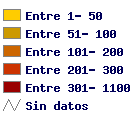 Entre 1- 50
Entre 51- 100
Entre 101- 200
Entre 201- 300
Entre 301- 1100
Sin datos